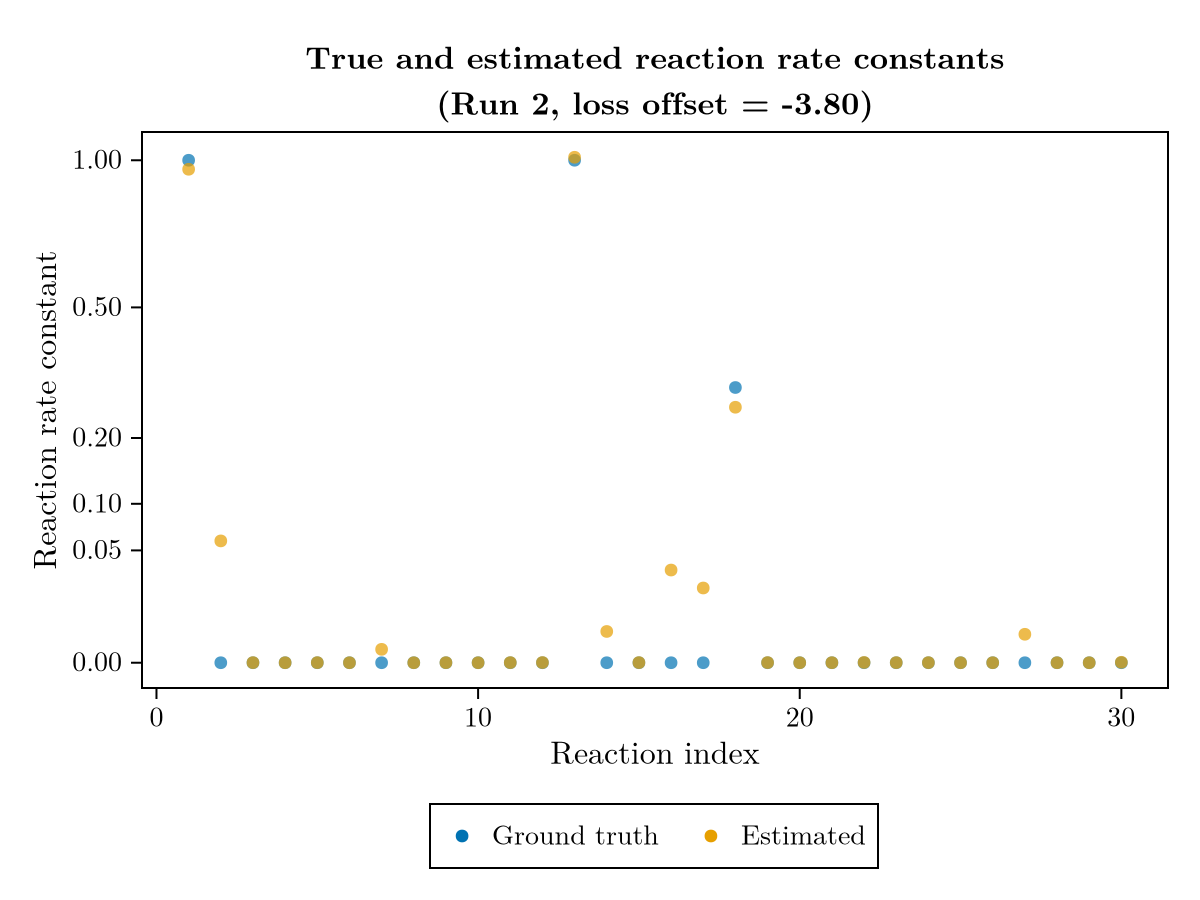 True and estimated reaction rate constants
(Run 2, loss offset = -3.80)
Reaction rate constant
1.00
0.50
0.20
0.10
0.05
0.00
0 10 20 30
Reaction index
Ground truth Estimated